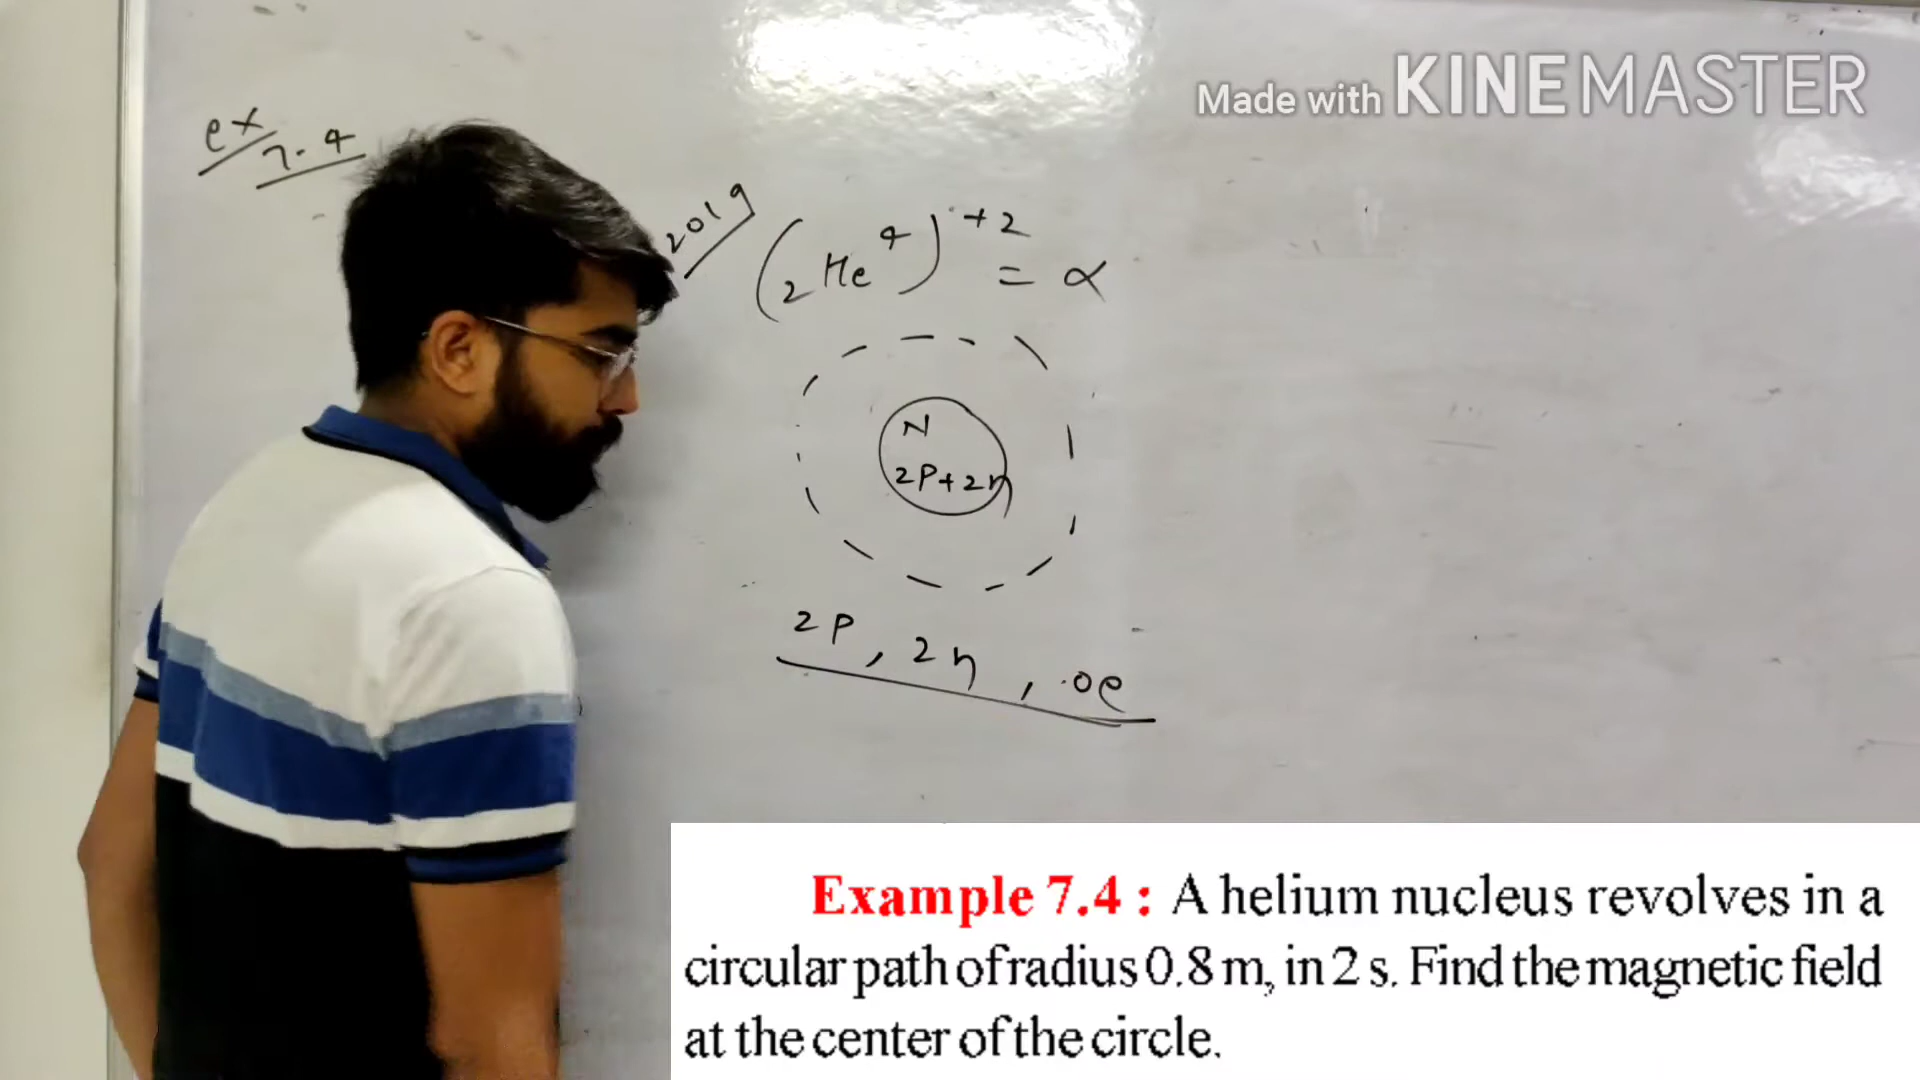 Made with KINEMASTER
ex 7.4
2019 (₂He⁴)⁺² = α
N
2P+2n
2P, 2n, 0e
Example 7.4 : A helium nucleus revolves in a
circular path of radius 0.8 m, in 2 s. Find the magnetic field
at the center of the circle.